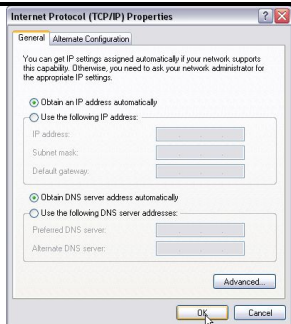 Internet Protocol (TCP/IP) Properties
General
Alternate Configuration
You can get IP settings assigned automatically if your network supports
this capability. Otherwise, you need to ask your network administrator for
the appropriate IP settings.
Obtain an IP address automatically
Use the following IP address:
IP address:
Subnet mask:
Default gateway:
Obtain DNS server address automatically
Use the following DNS server addresses:
Preferred DNS server:
Alternate DNS server:
Advanced...
OK
Cancel